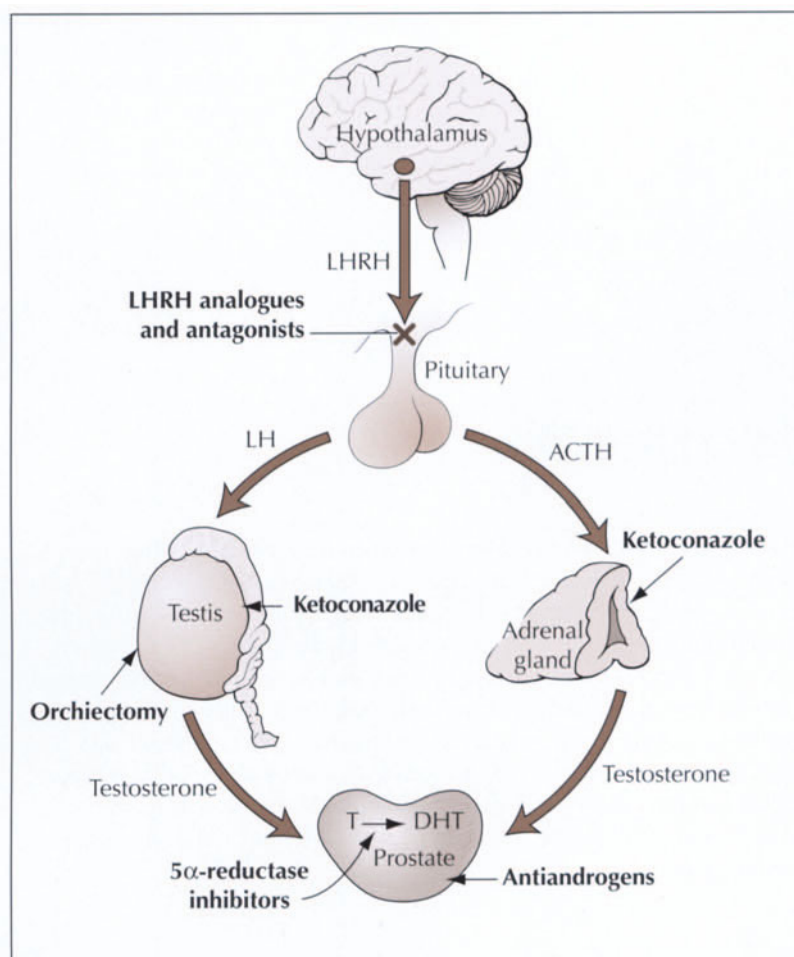 Hypothalamus
LHRH
LHRH analogues
and antagonists
Pituitary
LH
ACTH
Ketoconazole
Testis
Ketoconazole
Adrenal
gland
Orchiectomy
Testosterone
Testosterone
T
DHT
Prostate
5α-reductase
inhibitors
Antiandrogens